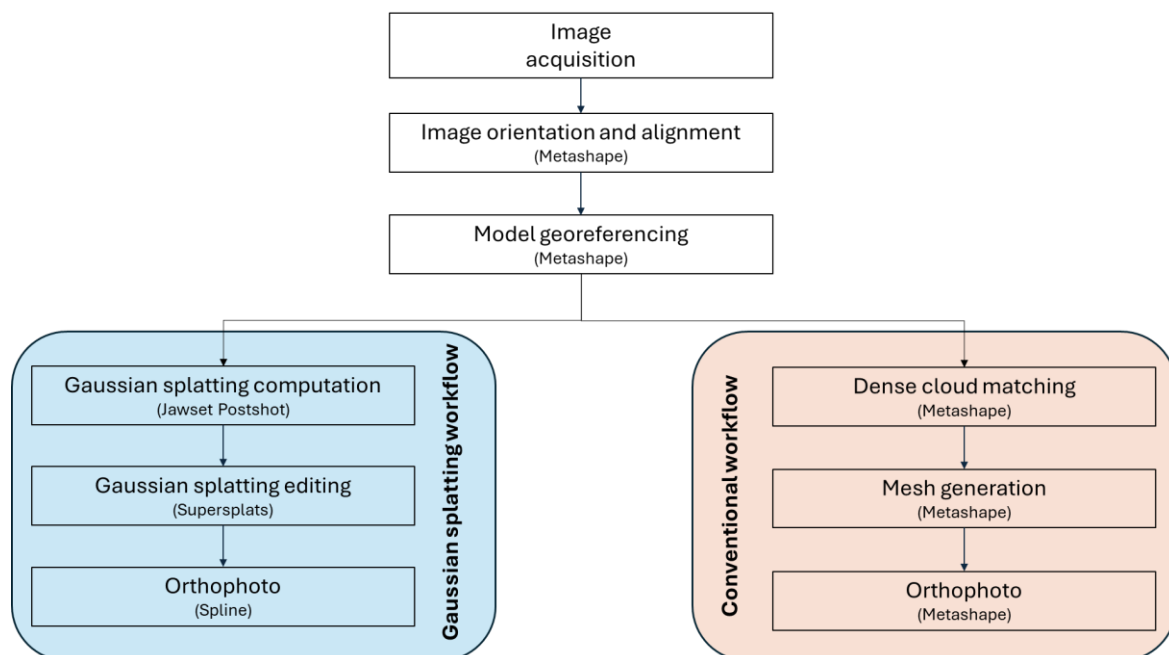 Image
acquisition
Image orientation and alignment
(Metashape)
Model georeferencing
(Metashape)
Gaussian splatting computation
(Jawset Postshot)
Gaussian splatting editing
(Supersplats)
Orthophoto
(Spline)
Gaussian splatting workflow
Conventional workflow
Dense cloud matching
(Metashape)
Mesh generation
(Metashape)
Orthophoto
(Metashape)